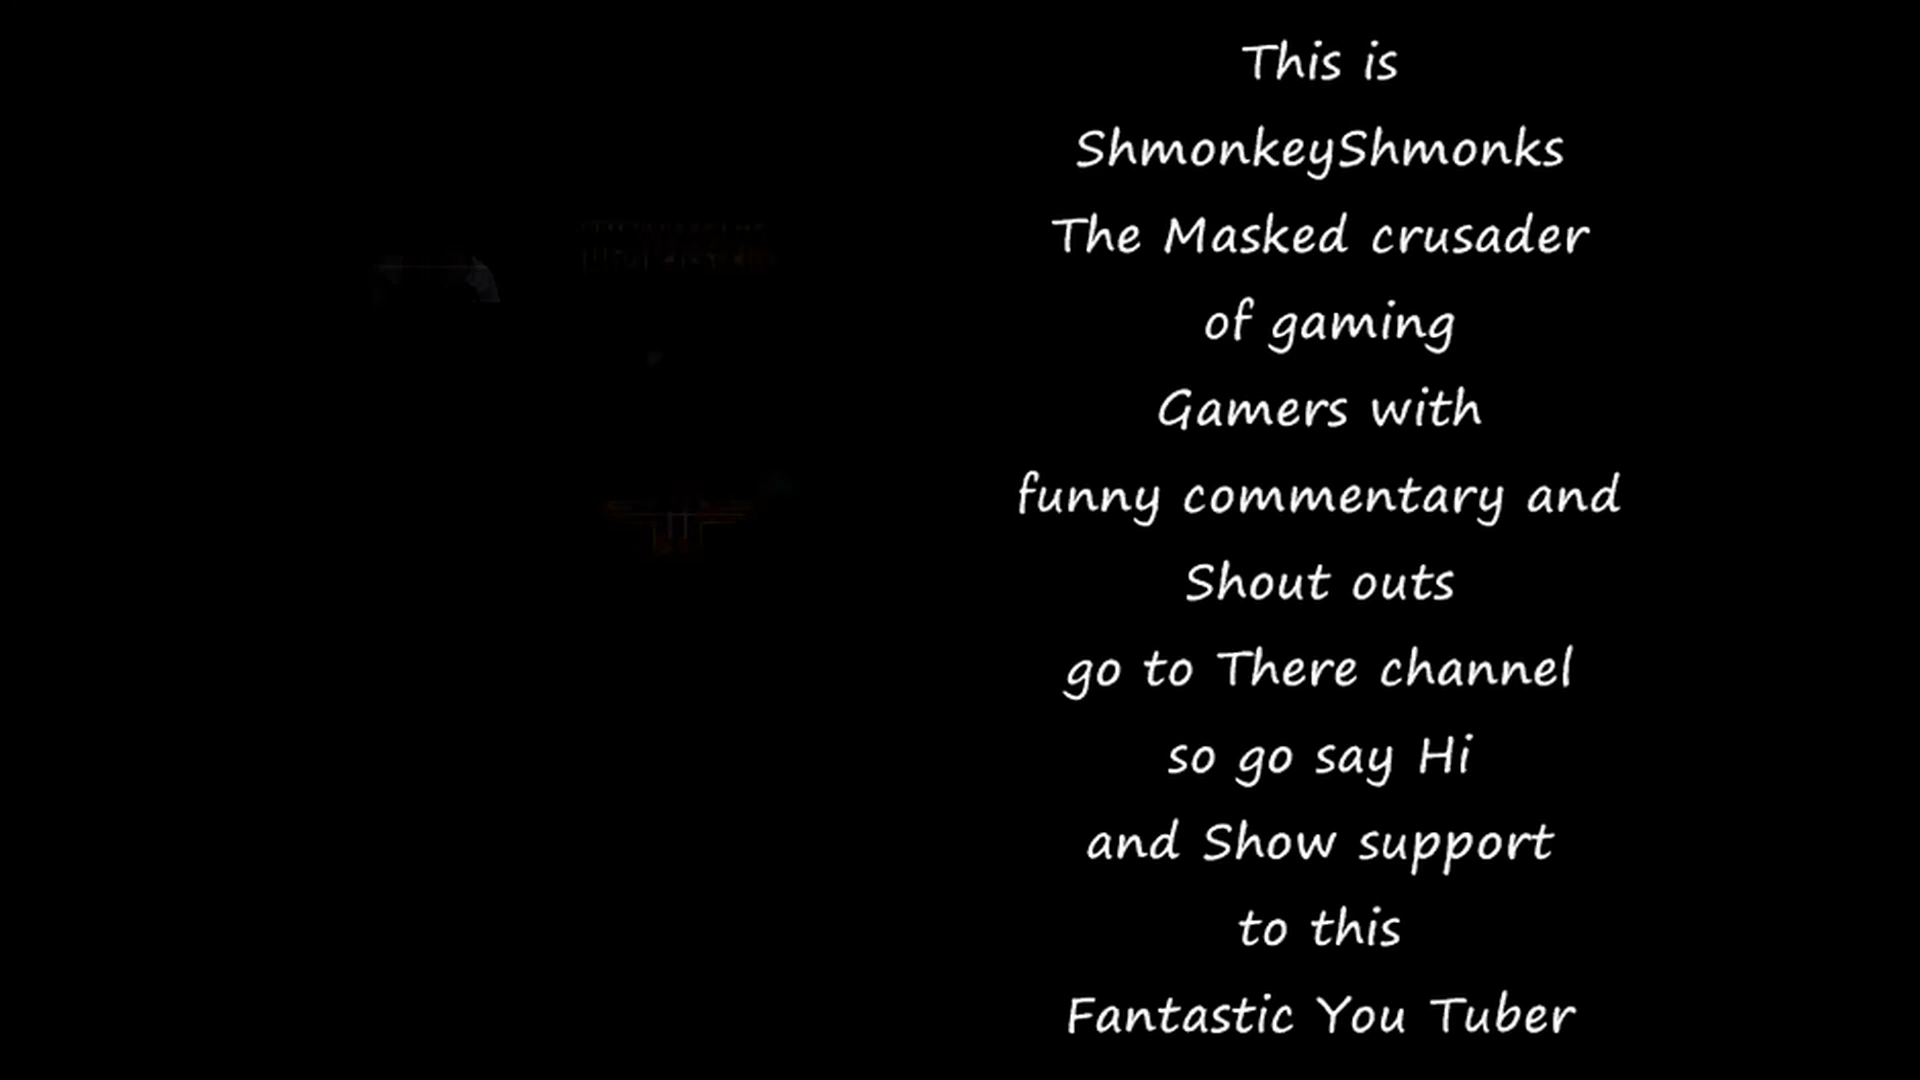 This is
ShmonkeyShmonks
The Masked crusader
of gaming
Gamers with
funny commentary and
Shout outs
go to There channel
so go say Hi
and Show support
to this
Fantastic You Tuber